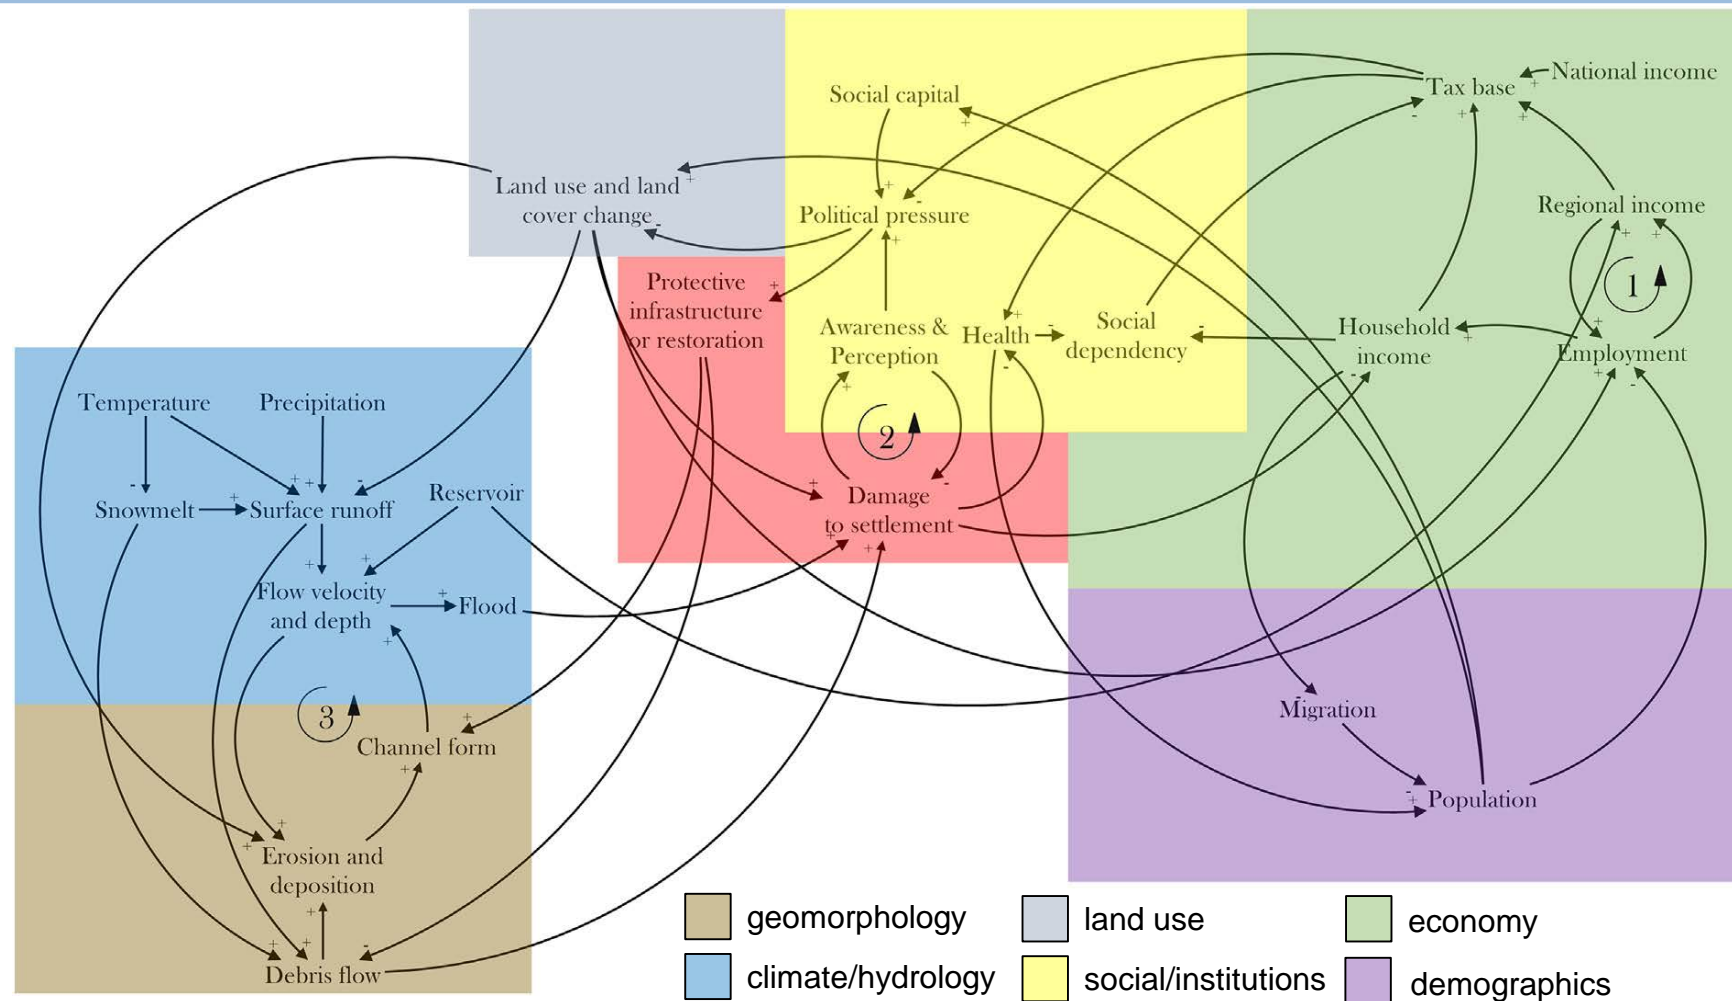 Social capital
Tax base
National income
Land use and land
cover change
Political pressure
Regional income
Protective
infrastructure
or restoration
Awareness &
Perception
Health
Social
dependency
Household
income
Employment
1
2
Temperature
Precipitation
Snowmelt
Surface runoff
Reservoir
Damage
to settlement
Flow velocity
and depth
Flood
3
Channel form
Migration
Population
Erosion and
deposition
Debris flow
geomorphology
land use
economy
climate/hydrology
social/institutions
demographics